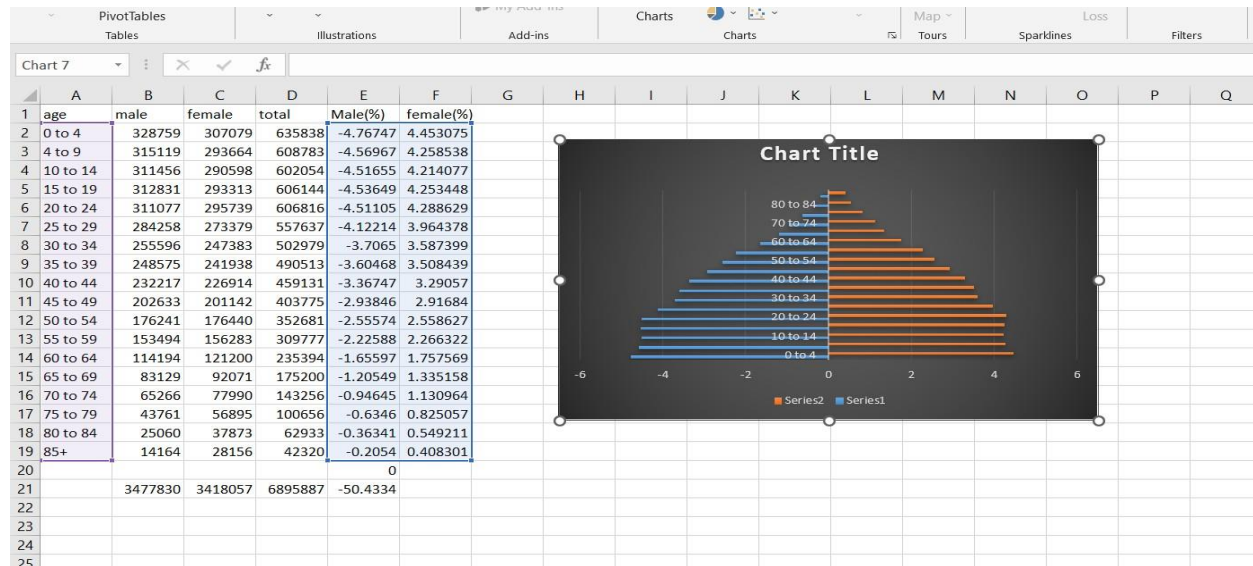 PivotTables
My Add-ins
Charts
Map
Loss
Tables
Illustrations
Add-ins
Charts
Tours
Sparklines
Filters
Chart 7
fx
A B C D E F G H I J K L M N O P Q
1 age male female total Male(%) female(%)
2 0 to 4 328759 307079 635838 -4.76747 4.453075
3 4 to 9 315119 293664 608783 -4.56967 4.258538
4 10 to 14 311456 290598 602054 -4.51655 4.214077
5 15 to 19 312831 293313 606144 -4.53649 4.253448
6 20 to 24 311077 295739 606816 -4.51105 4.288629
7 25 to 29 284258 273379 557637 -4.12214 3.964378
8 30 to 34 255596 247383 502979 -3.7065 3.587399
9 35 to 39 248575 241938 490513 -3.60468 3.508439
10 40 to 44 232217 226914 459131 -3.36747 3.29057
11 45 to 49 202633 201142 403775 -2.93846 2.91684
12 50 to 54 176241 176440 352681 -2.55574 2.558627
13 55 to 59 153494 156283 309777 -2.22588 2.266322
14 60 to 64 114194 121200 235394 -1.65597 1.757569
15 65 to 69 83129 92071 175200 -1.20549 1.335158
16 70 to 74 65266 77990 143256 -0.94645 1.130964
17 75 to 79 43761 56895 100656 -0.6346 0.825057
18 80 to 84 25060 37873 62933 -0.36341 0.549211
19 85+ 14164 28156 42320 -0.2054 0.408301
20 0
21 3477830 3418057 6895887 -50.4334
22
23
24
25
Chart Title
80 to 84
70 to 74
60 to 64
50 to 54
40 to 44
30 to 34
20 to 24
10 to 14
0 to 4
-6 -4 -2 0 2 4 6
Series2 Series1